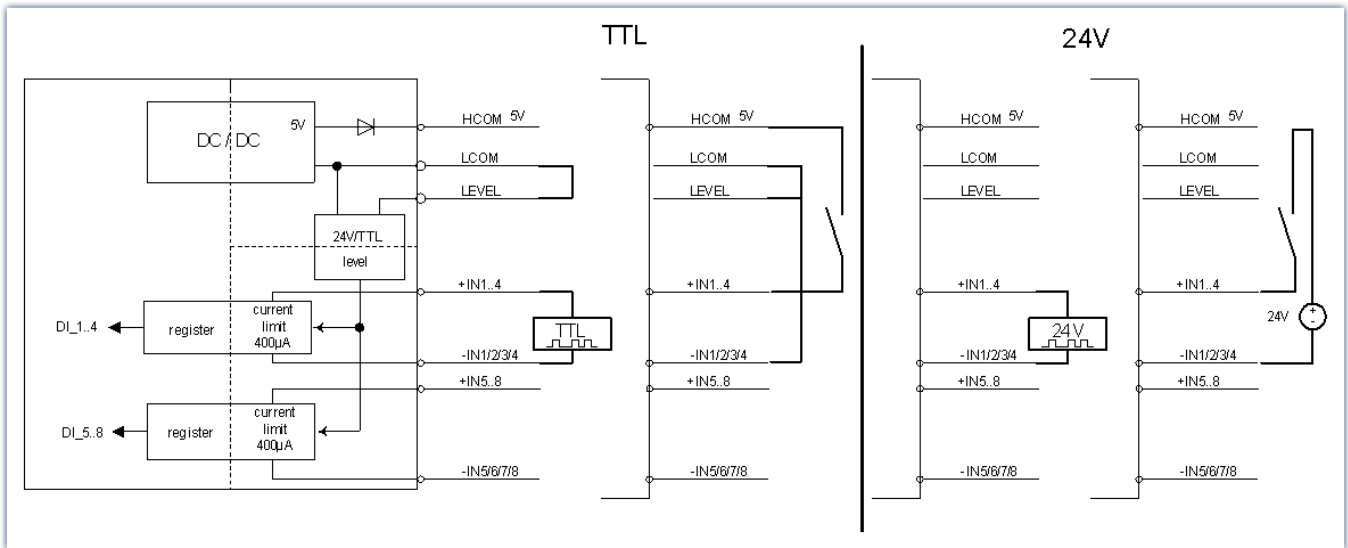 TTL
24V
DC / DC
5V
24V/TTL
level
register
current
limit
400µA
DI_1..4
register
current
limit
400µA
DI_5..8
HCOM 5V
LCOM
LEVEL
+IN1..4
TTL
-IN1/2/3/4
+IN5..8
-IN5/6/7/8
HCOM 5V
LCOM
LEVEL
+IN1..4
-IN1/2/3/4
+IN5..8
-IN5/6/7/8
HCOM 5V
LCOM
LEVEL
+IN1..4
24V
-IN1/2/3/4
+IN5..8
-IN5/6/7/8
HCOM 5V
LCOM
LEVEL
+IN1..4
24V
+
-
-IN1/2/3/4
+IN5..8
-IN5/6/7/8